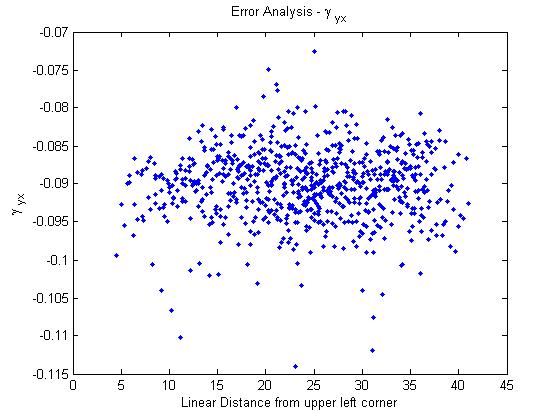 Error Analysis - γ yx
-0.07
-0.075
-0.08
-0.085
-0.09
-0.095
-0.1
-0.105
-0.11
-0.115
γ yx
0 5 10 15 20 25 30 35 40 45
Linear Distance from upper left corner